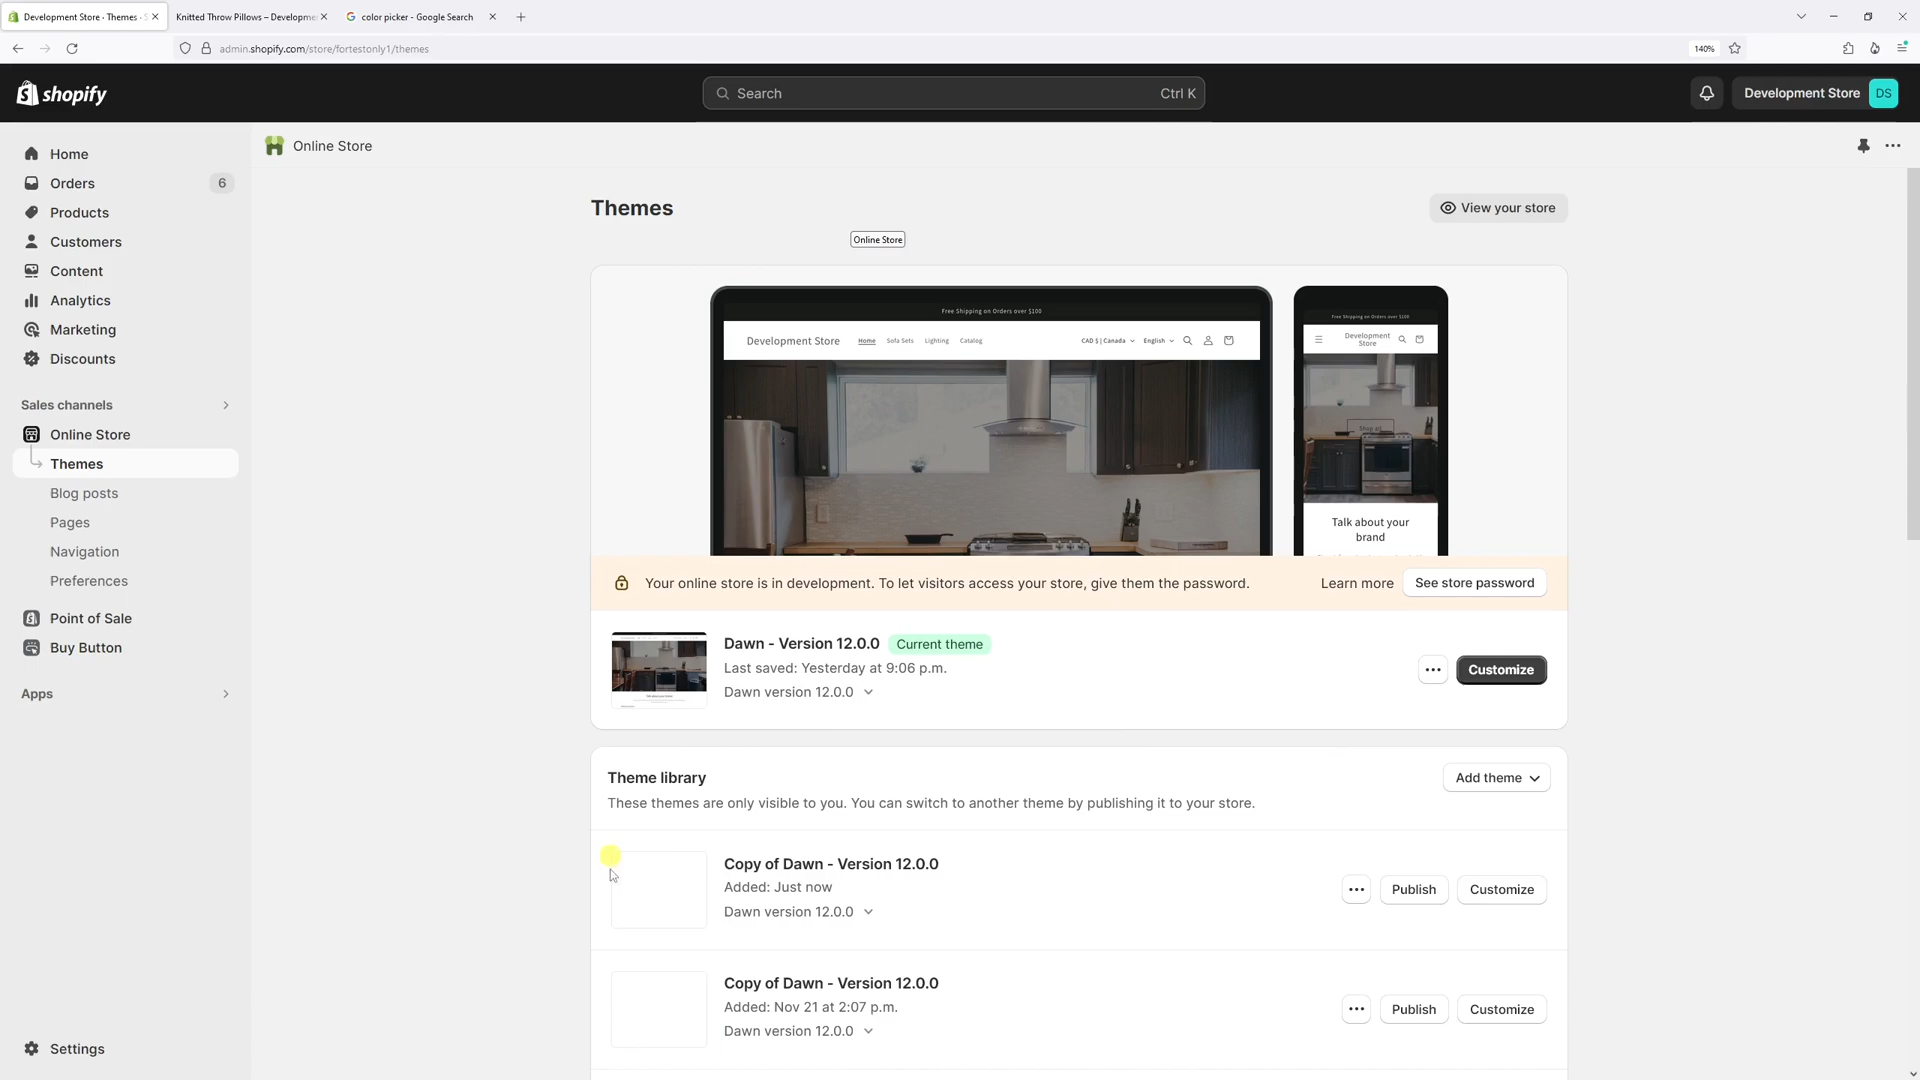 Development Store · Themes · S
Knitted Throw Pillows – Developme
color picker - Google Search
admin.shopify.com/store/fortestonly1/themes
140%
shopify
Search
Ctrl K
Development Store
DS
Home
Orders
6
Products
Customers
Content
Analytics
Marketing
Discounts
Sales channels
Online Store
Themes
Blog posts
Pages
Navigation
Preferences
Point of Sale
Buy Button
Apps
Settings
Online Store
Themes
View your store
Online Store
Free Shipping on Orders over $100
Development Store
Home
Sofa Sets
Lighting
Catalog
CAD $ | Canada
English
Free Shipping on Orders over $100
Development
Store
Shop all
Talk about your
brand
Your online store is in development. To let visitors access your store, give them the password.
Learn more
See store password
Dawn - Version 12.0.0
Current theme
Last saved: Yesterday at 9:06 p.m.
Dawn version 12.0.0
Customize
Theme library
Add theme
These themes are only visible to you. You can switch to another theme by publishing it to your store.
Copy of Dawn - Version 12.0.0
Added: Just now
Dawn version 12.0.0
Publish
Customize
Copy of Dawn - Version 12.0.0
Added: Nov 21 at 2:07 p.m.
Dawn version 12.0.0
Publish
Customize